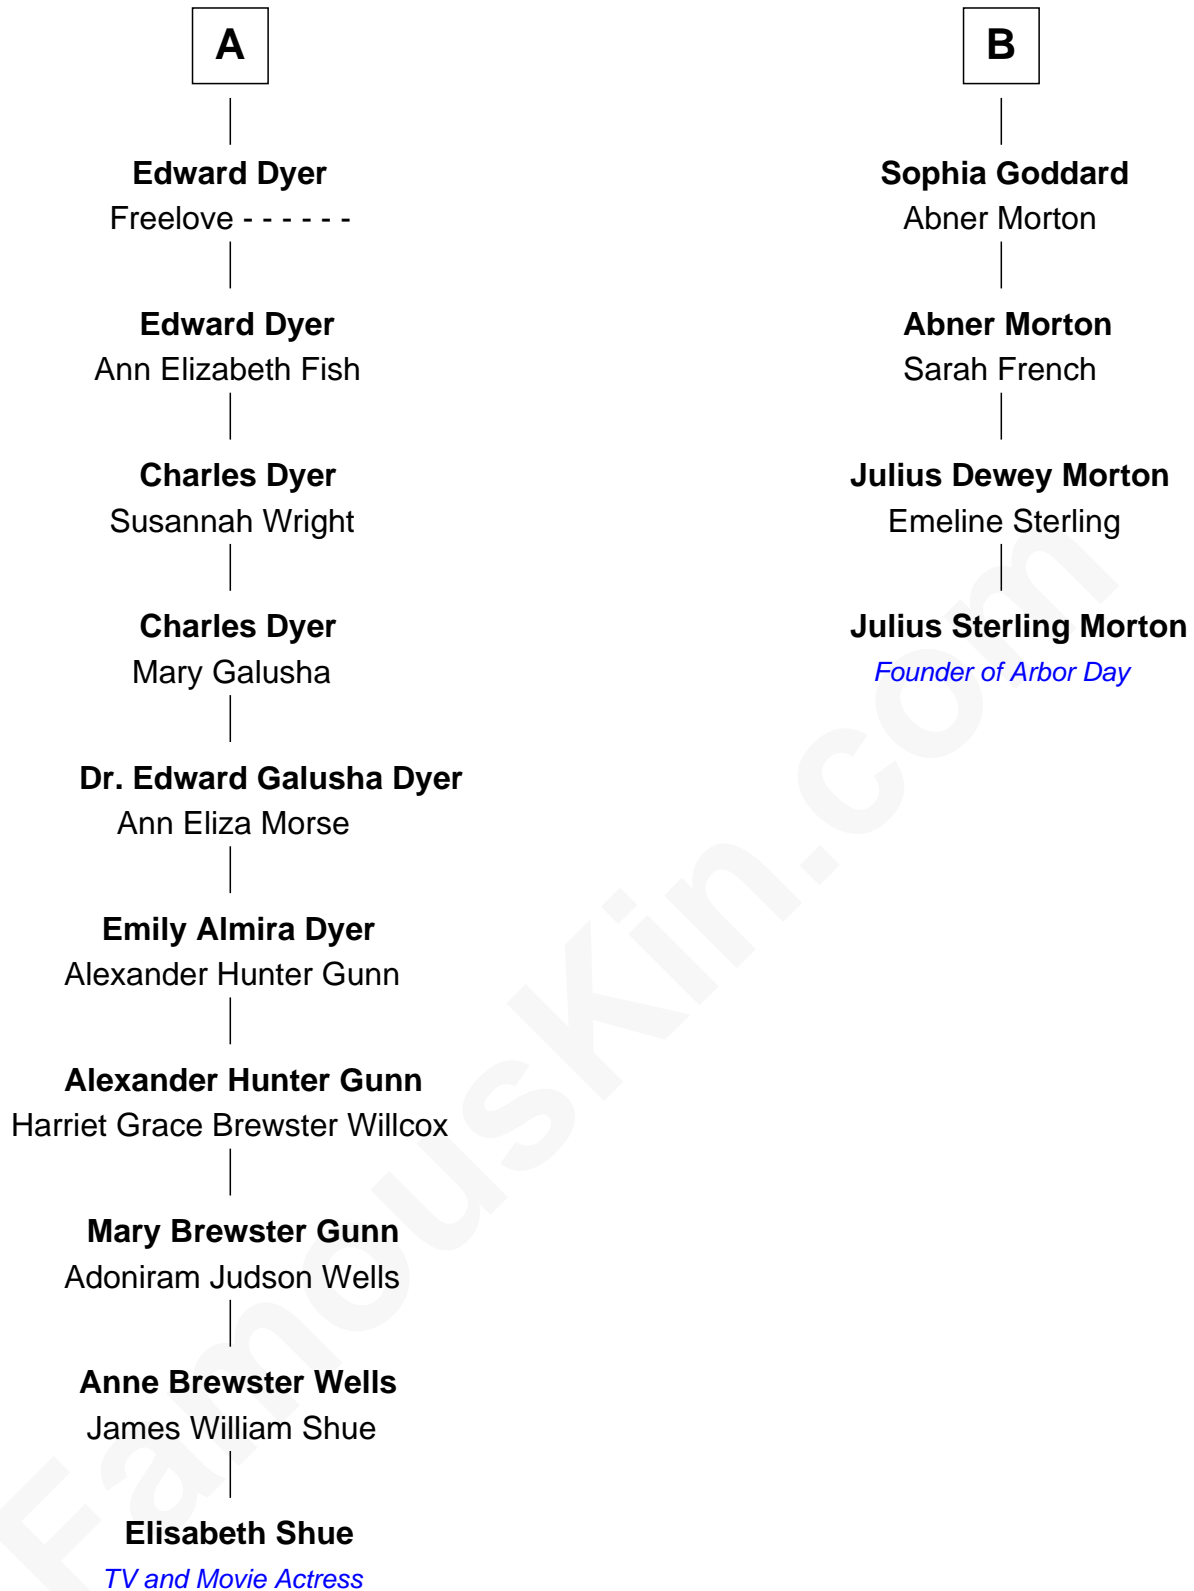 A
Edward Dyer
Freelove - - - - - -
Edward Dyer
Ann Elizabeth Fish
Charles Dyer
Susannah Wright
Charles Dyer
Mary Galusha
Dr. Edward Galusha Dyer
Ann Eliza Morse
Emily Almira Dyer
Alexander Hunter Gunn
Alexander Hunter Gunn
Harriet Grace Brewster Willcox
Mary Brewster Gunn
Adoniram Judson Wells
Anne Brewster Wells
James William Shue
Elisabeth Shue
TV and Movie Actress
B
Sophia Goddard
Abner Morton
Abner Morton
Sarah French
Julius Dewey Morton
Emeline Sterling
Julius Sterling Morton
Founder of Arbor Day
FamousKin.com